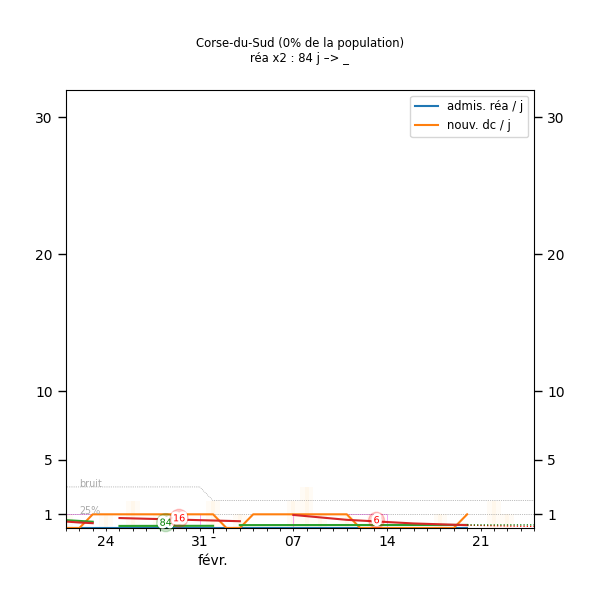 Corse-du-Sud (0% de la population)
réa x2 : 84 j –> _
admis. réa / j
nouv. dc / j
30 30
20 20
10 10
5 5
bruit
25%
1 1
84 16 6
24 31 - 07 14 21
févr.